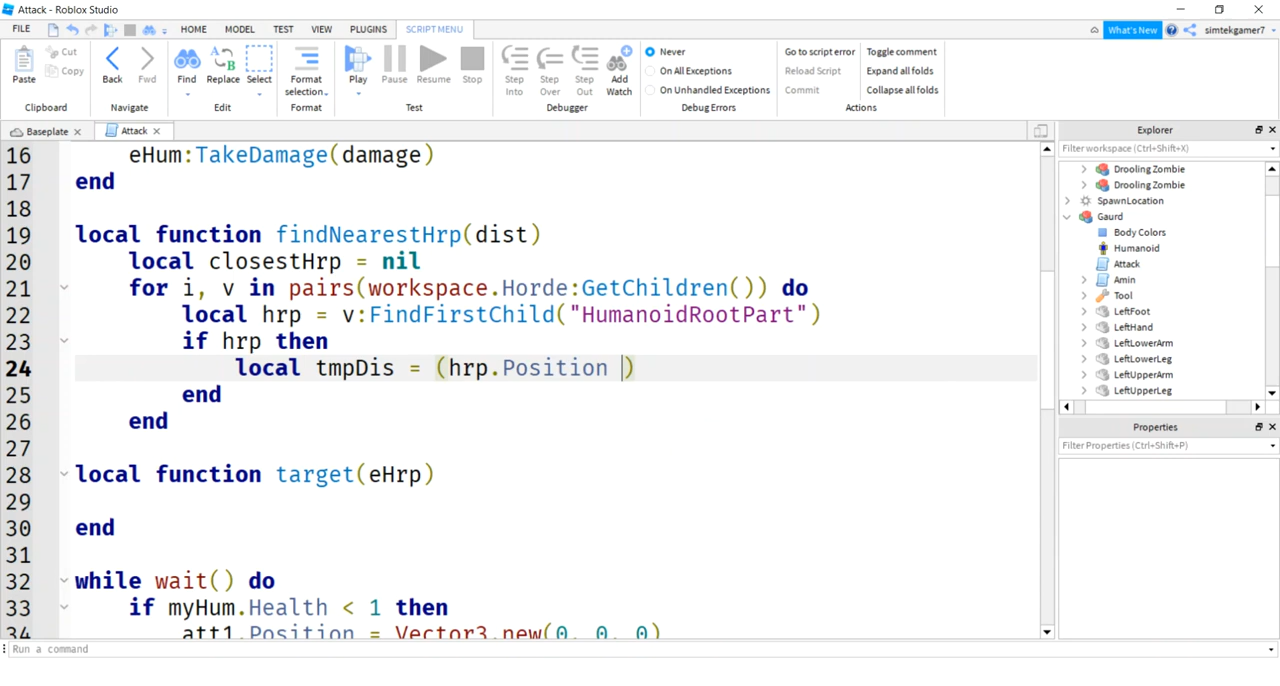 Attack - Roblox Studio
FILE HOME MODEL TEST VIEW PLUGINS SCRIPT MENU What's New simtekgamer7
Paste Cut Copy Back Fwd Find Replace Select Format selection Play Pause Resume Stop Step Into Step Over Step Out Add Watch
Never Go to script error Toggle comment
On All Exceptions Reload Script Expand all folds
On Unhandled Exceptions Commit Collapse all folds
Clipboard Navigate Edit Format Test Debugger Debug Errors Actions
Baseplate Attack
16 eHum:TakeDamage(damage)
17 end
18
19 local function findNearestHrp(dist)
20 local closestHrp = nil
21 for i, v in pairs(workspace.Horde:GetChildren()) do
22 local hrp = v:FindFirstChild("HumanoidRootPart")
23 if hrp then
24 local tmpDis = (hrp.Position )
25 end
26 end
27
28 local function target(eHrp)
29
30 end
31
32 while wait() do
33 if myHum.Health < 1 then
34 att1.Position = Vector3.new(0, 0, 0)
Explorer
Filter workspace (Ctrl+Shift+X)
Drooling Zombie
Drooling Zombie
SpawnLocation
Gaurd
Body Colors
Humanoid
Attack
Amin
Tool
LeftFoot
LeftHand
LeftLowerArm
LeftLowerLeg
LeftUpperArm
LeftUpperLeg
Properties
Filter Properties (Ctrl+Shift+P)
Run a command